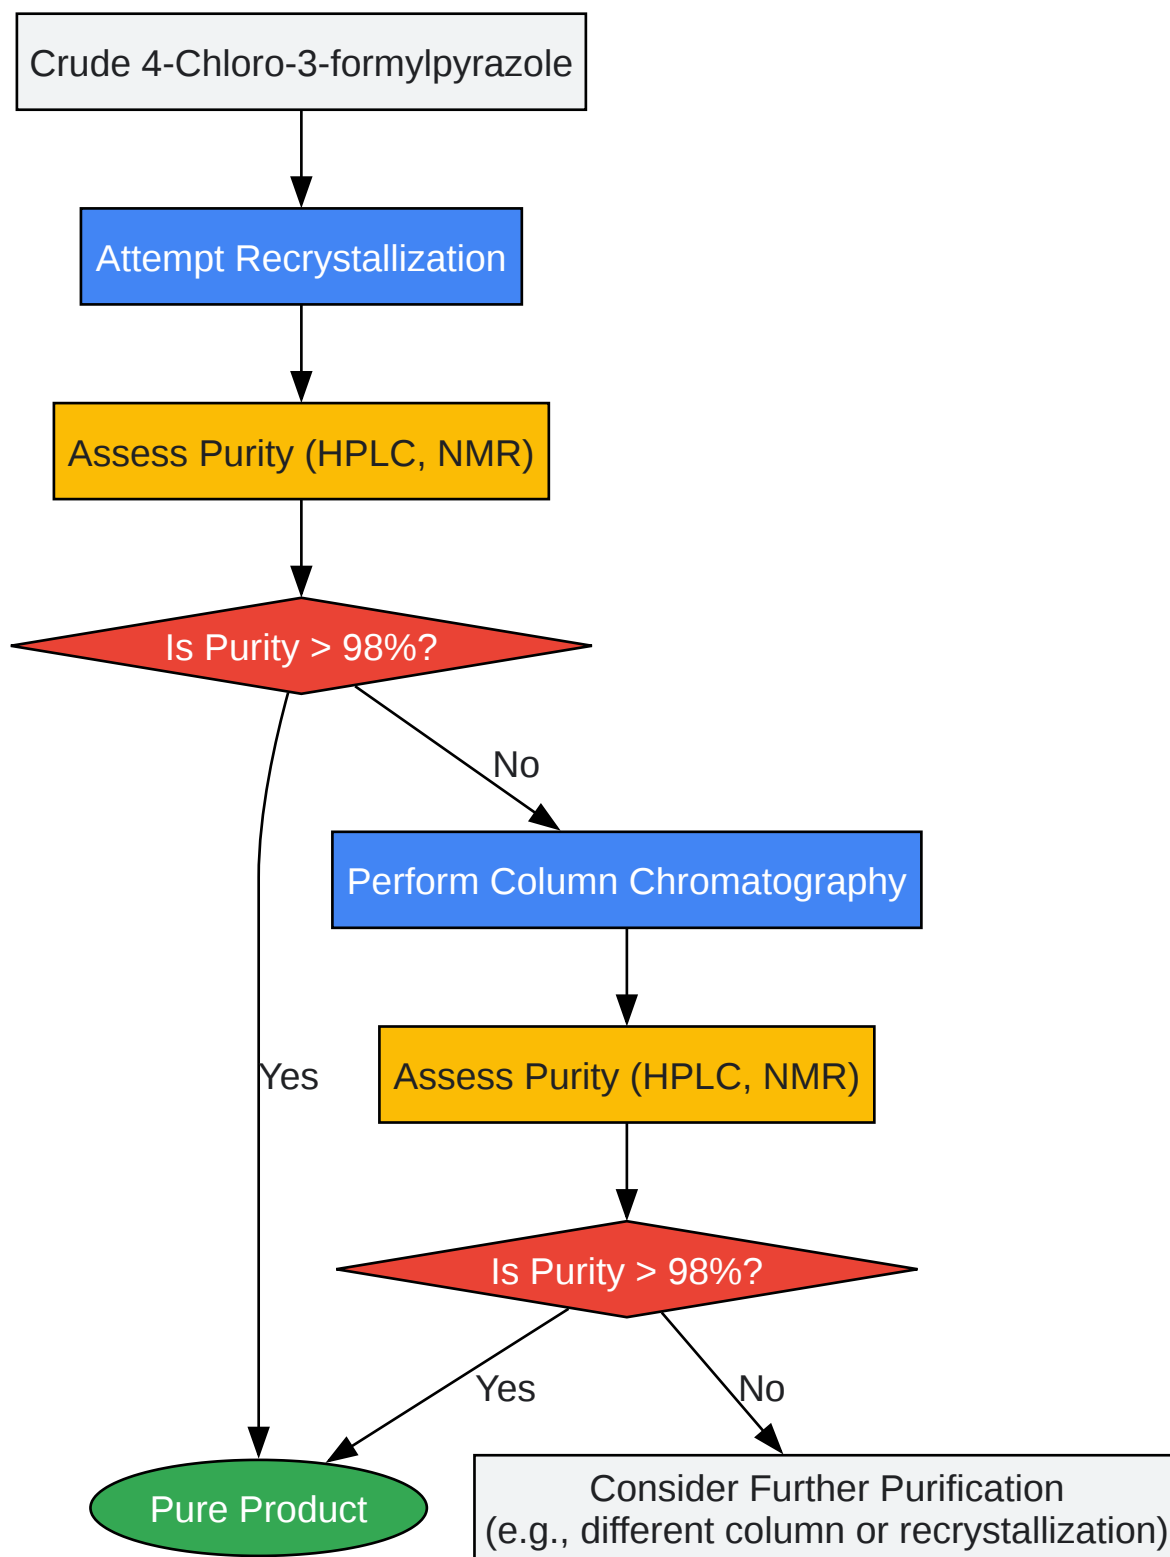 Crude 4-Chloro-3-formylpyrazole
Attempt Recrystallization
Assess Purity (HPLC, NMR)
Is Purity > 98%?
No
Perform Column Chromatography
Yes
Assess Purity (HPLC, NMR)
Is Purity > 98%?
Yes
No
Pure Product
Consider Further Purification
(e.g., different column or recrystallization)